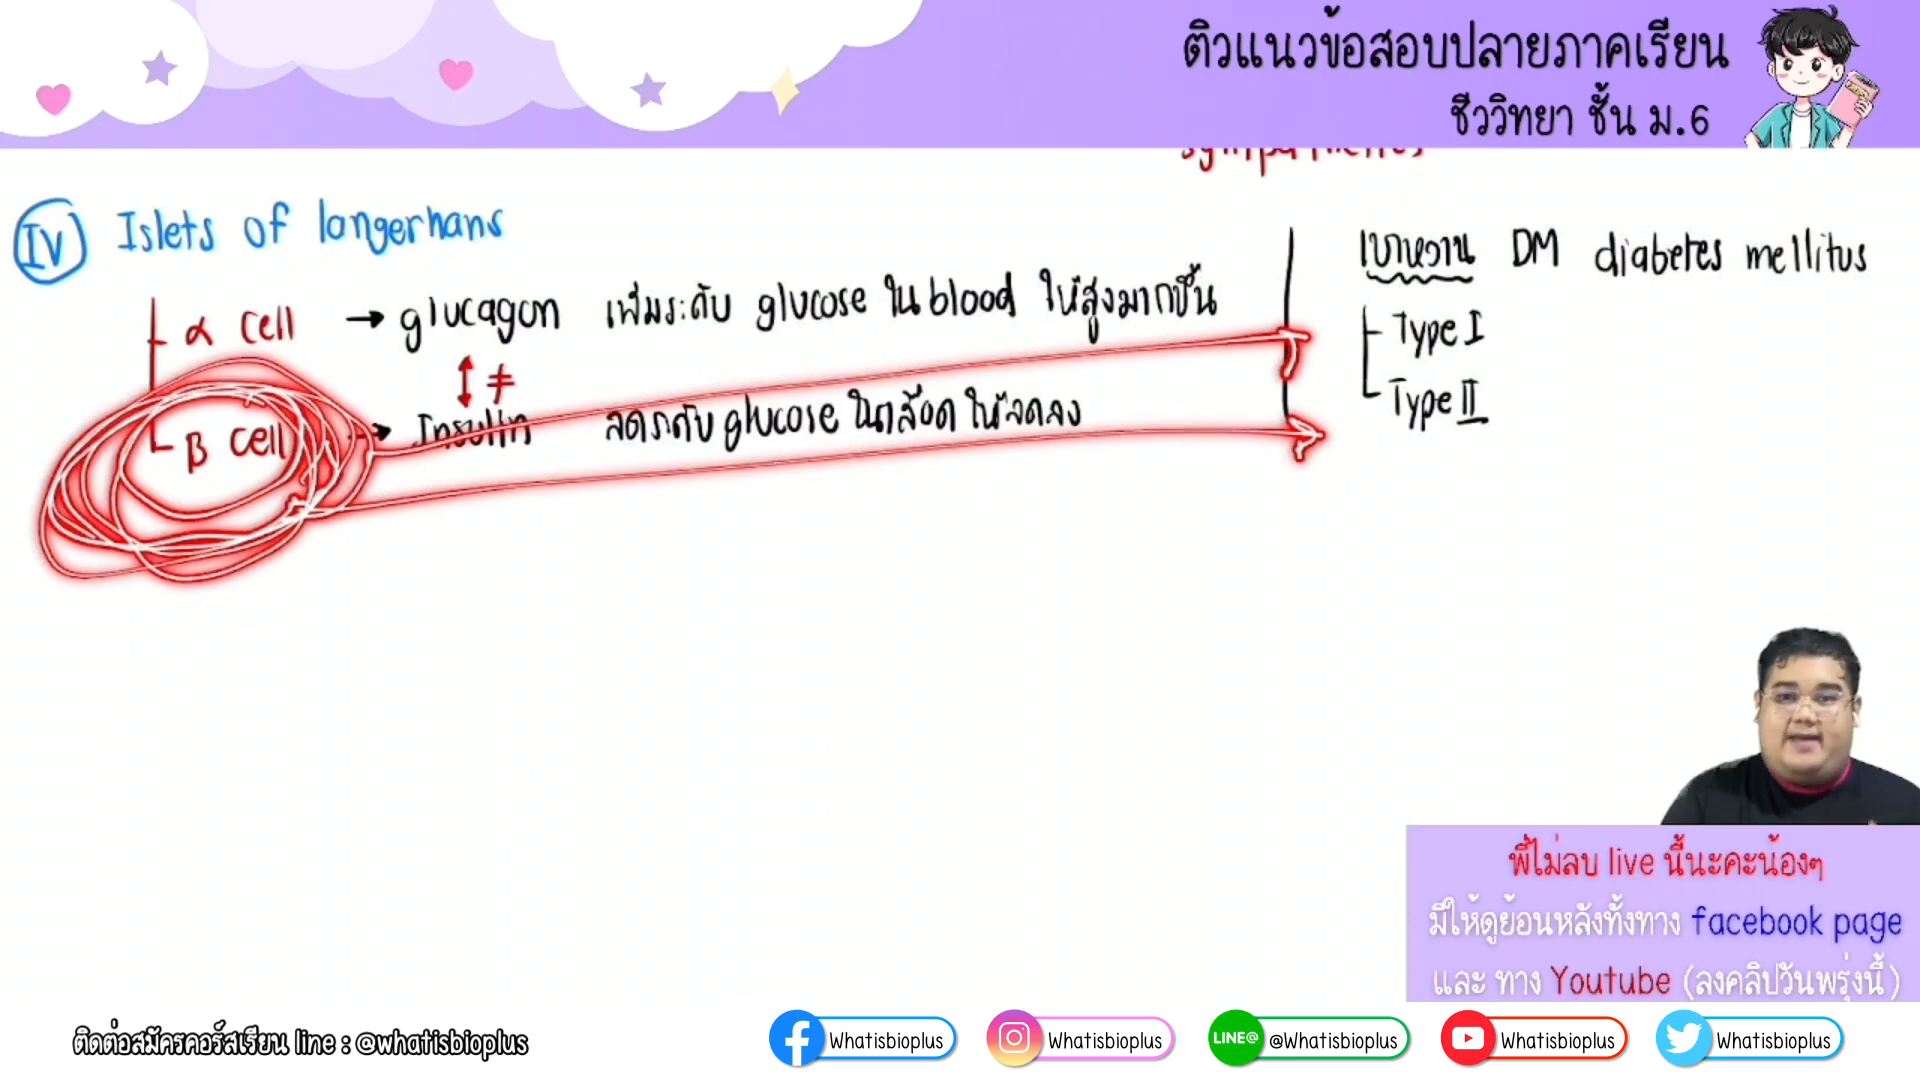 ติวแนวข้อสอบปลายภาคเรียน
ชีววิทยา ชั้น ม.6
IV Islets of langerhans
α cell → glucagon เพิ่มระดับ glucose ใน blood ให้สูงมากขึ้น
≠
β cell → Insulin ลดระดับ glucose ในเลือด ให้ลดลง
เบาหวาน DM diabetes mellitus
Type I
Type II
พี่ไม่ลบ live นี้นะคะน้องๆ
มีให้ดูย้อนหลังทั้งทาง facebook page
และ ทาง Youtube (ลงคลิปวันพรุ่งนี้)
ติดต่อสมัครคอร์สเรียน line : @whatisbioplus
Whatisbioplus
Whatisbioplus
LINE@ @Whatisbioplus
Whatisbioplus
Whatisbioplus